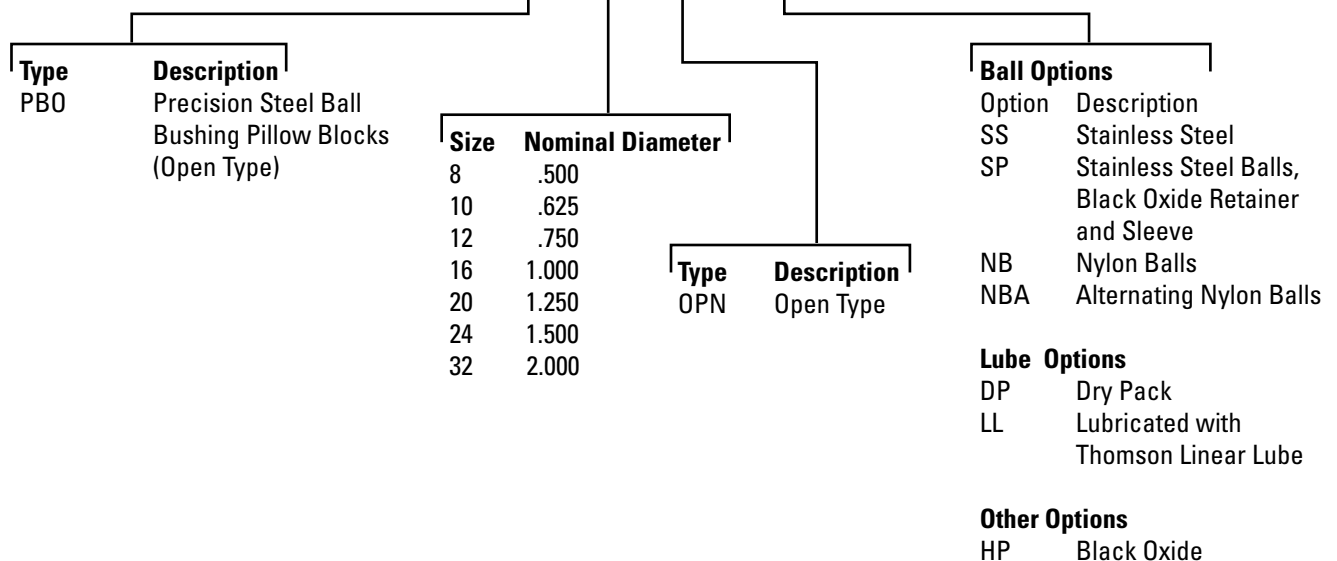 Type Description
PBO Precision Steel Ball
Bushing Pillow Blocks
(Open Type)
Size Nominal Diameter
8 .500
10 .625
12 .750
16 1.000
20 1.250
24 1.500
32 2.000
Type Description
OPN Open Type
Ball Options
Option Description
SS Stainless Steel
SP Stainless Steel Balls,
Black Oxide Retainer
and Sleeve
NB Nylon Balls
NBA Alternating Nylon Balls
Lube Options
DP Dry Pack
LL Lubricated with
Thomson Linear Lube
Other Options
HP Black Oxide